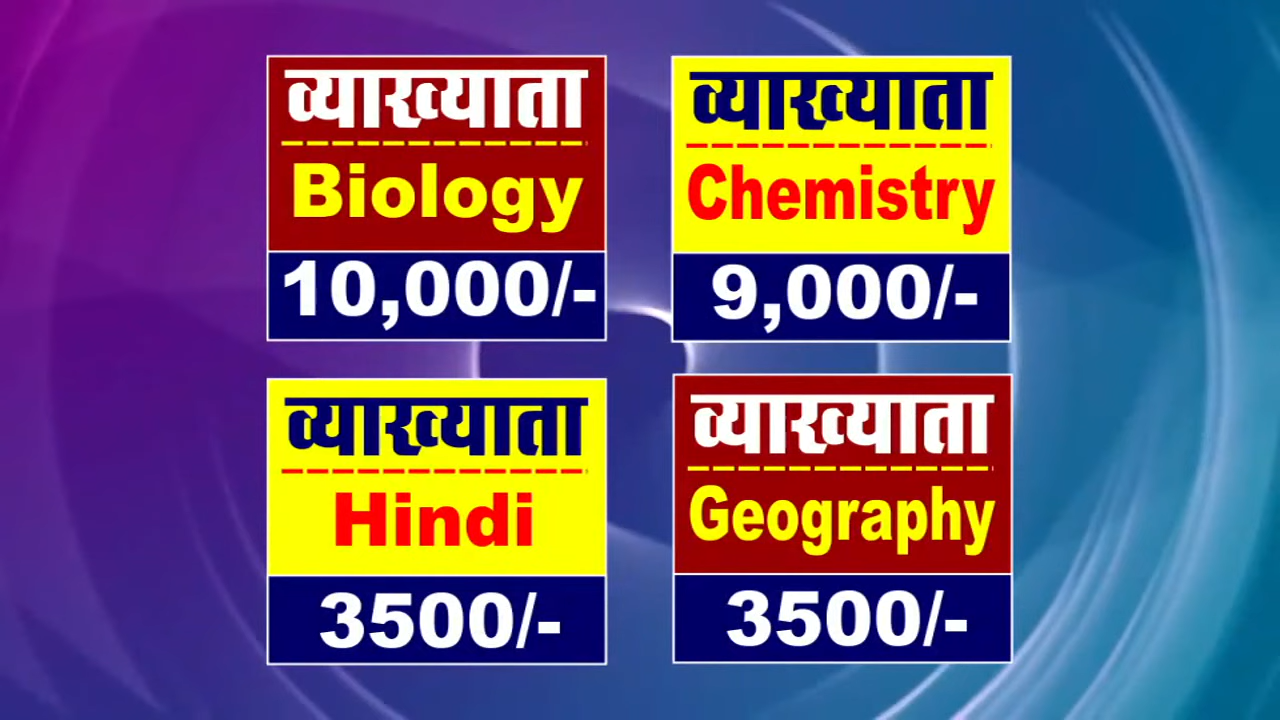 व्याख्याता
Biology
10,000/-
व्याख्याता
Chemistry
9,000/-
व्याख्याता
Hindi
3500/-
व्याख्याता
Geography
3500/-